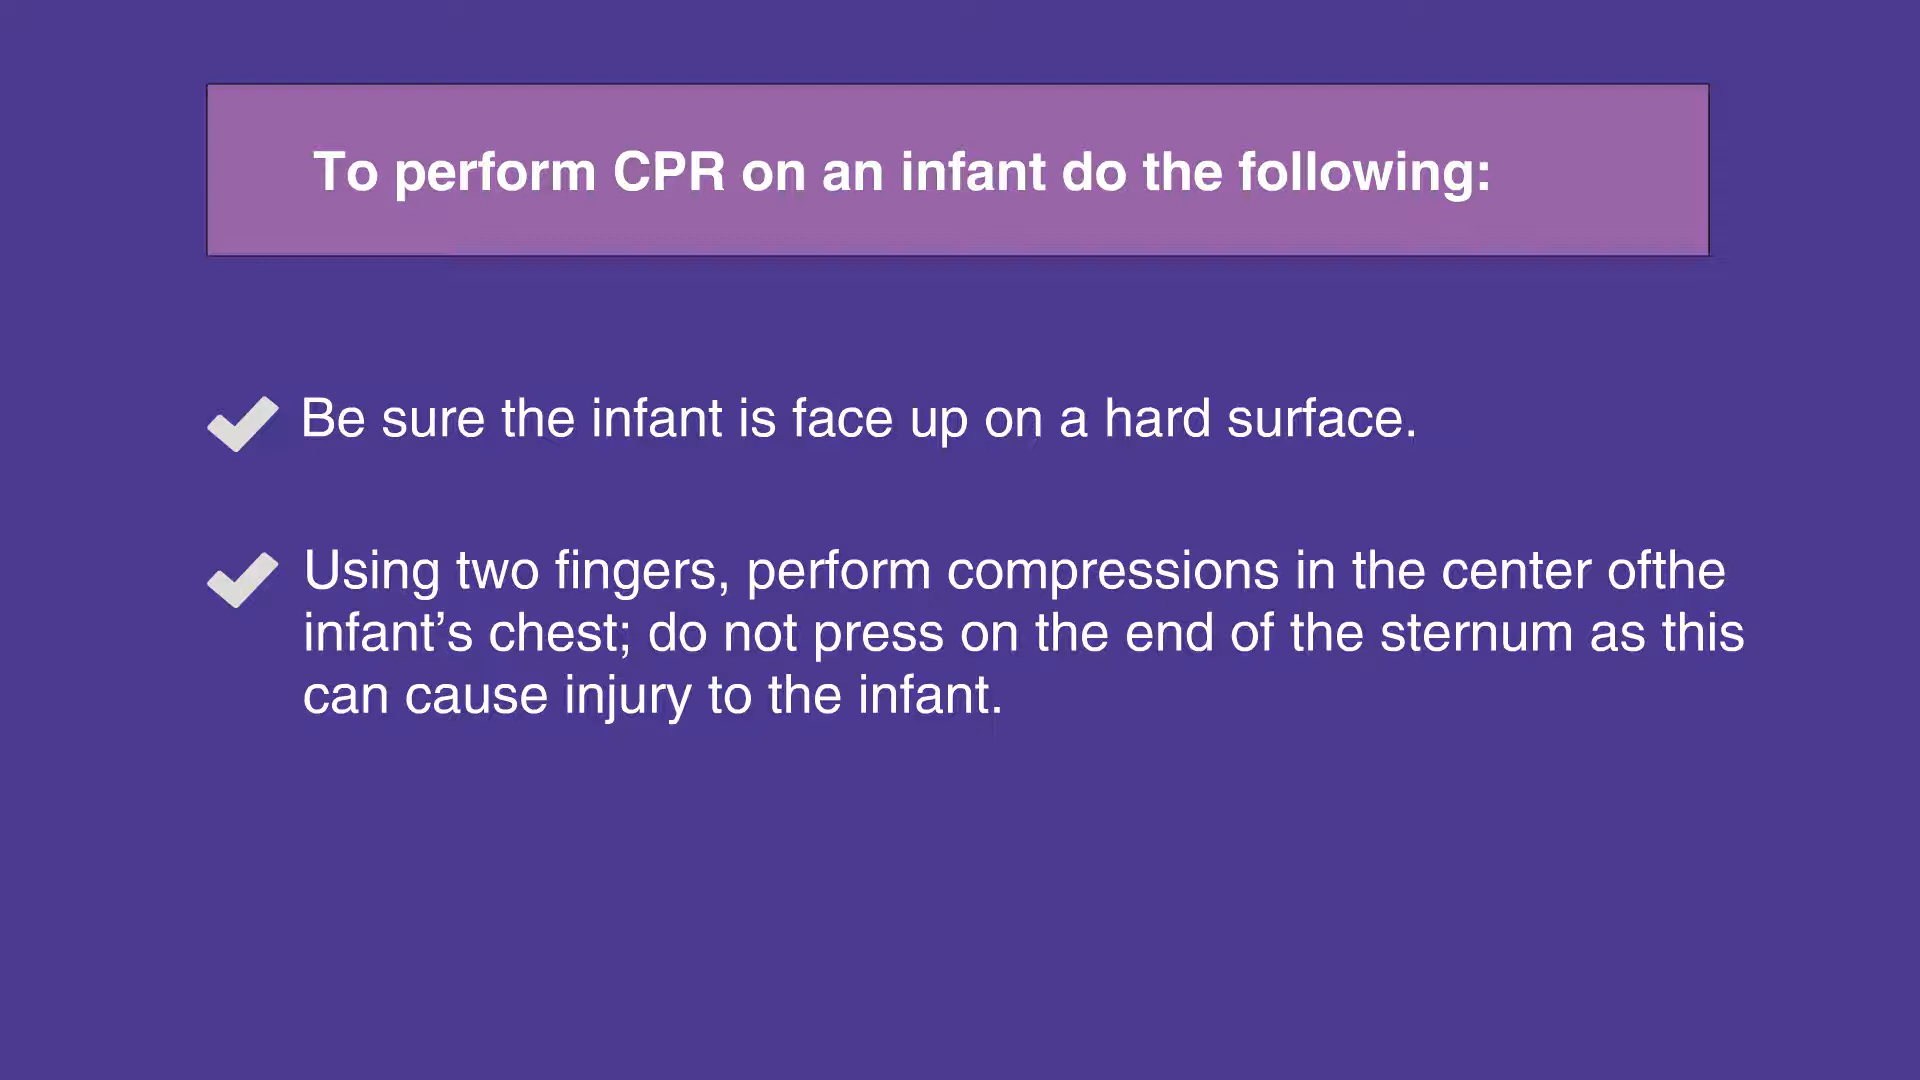 To perform CPR on an infant do the following:
Be sure the infant is face up on a hard surface.
Using two fingers, perform compressions in the center ofthe
infant’s chest; do not press on the end of the sternum as this
can cause injury to the infant.